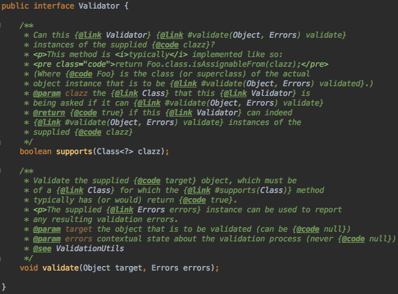 public interface Validator {
/**
* Can this {@link Validator} {@link #validate(Object, Errors) validate}
* instances of the supplied {@code clazz}?
* <p>This method is <i>typically</i> implemented like so:
* <pre class="code">return Foo.class.isAssignableFrom(clazz);</pre>
* (Where {@code Foo} is the class (or superclass) of the actual
* object instance that is to be {@link #validate(Object, Errors) validated}.)
* @param clazz the {@link Class} that this {@link Validator} is
* being asked if it can {@link #validate(Object, Errors) validate}
* @return {@code true} if this {@link Validator} can indeed
* {@link #validate(Object, Errors) validate} instances of the
* supplied {@code clazz}
*/
boolean supports(Class<?> clazz);
/**
* Validate the supplied {@code target} object, which must be
* of a {@link Class} for which the {@link #supports(Class)} method
* typically has (or would) return {@code true}.
* <p>The supplied {@link Errors errors} instance can be used to report
* any resulting validation errors.
* @param target the object that is to be validated (can be {@code null})
* @param errors contextual state about the validation process (never {@code null})
* @see ValidationUtils
*/
void validate(Object target, Errors errors);
}